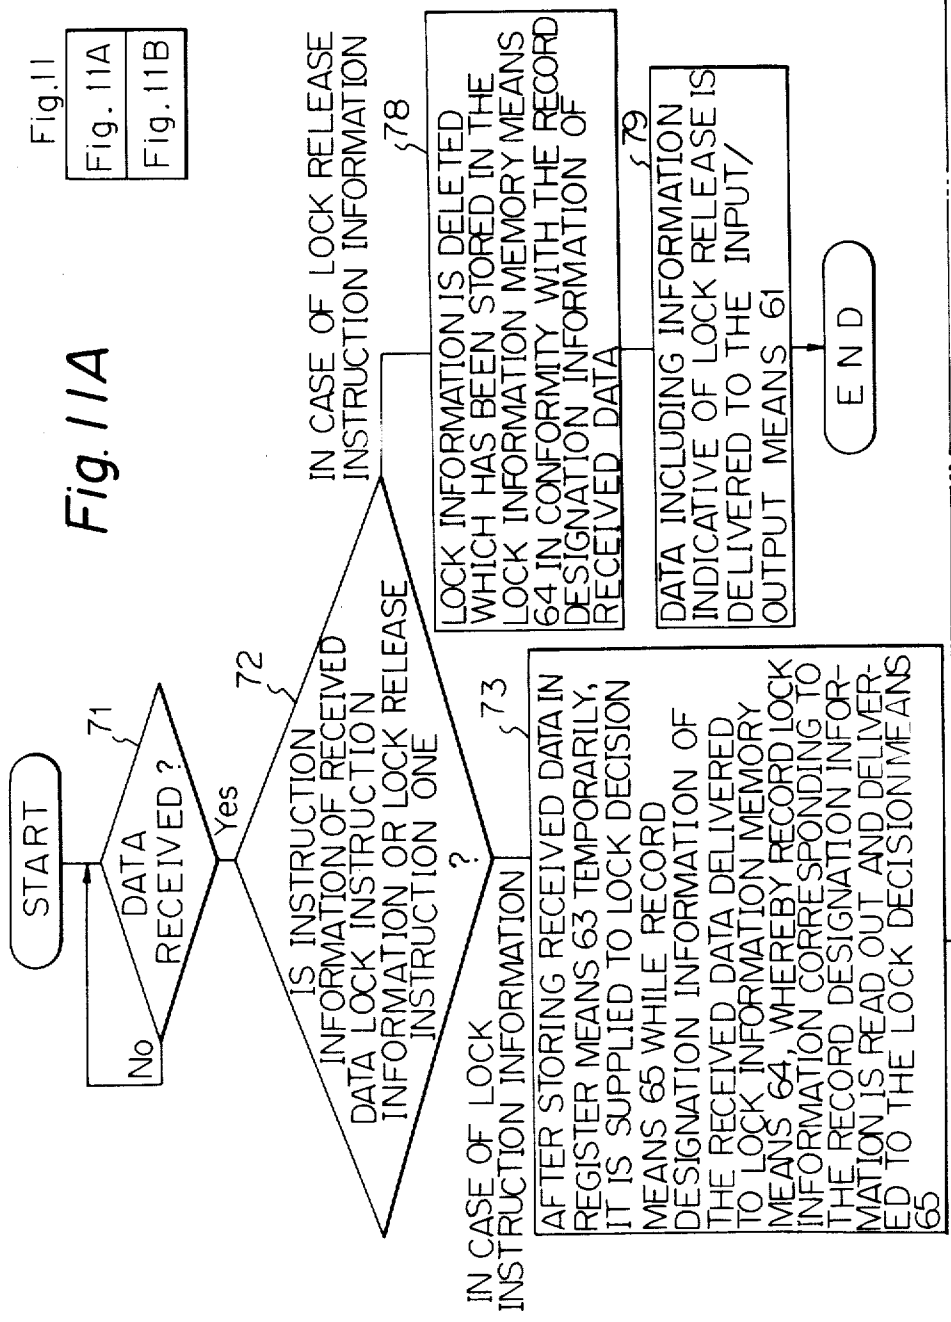 Fig. 11A
Fig. 11
Fig. 11A
Fig. 11B
START
71
DATA
RECEIVED ?
No
Yes
72
IS INSTRUCTION
INFORMATION OF RECEIVED
DATA LOCK INSTRUCTION
INFORMATION OR LOCK RELEASE
INSTRUCTION ONE
?
IN CASE OF LOCK RELEASE
INSTRUCTION INFORMATION
78
LOCK INFORMATION IS DELETED
WHICH HAS BEEN STORED IN THE
LOCK INFORMATION MEMORY MEANS
64 IN CONFORMITY WITH THE RECORD
DESIGNATION INFORMATION OF
RECEIVED DATA
79
DATA INCLUDING INFORMATION
INDICATIVE OF LOCK RELEASE IS
DELIVERED TO THE INPUT/
OUTPUT MEANS 61
END
IN CASE OF LOCK
INSTRUCTION INFORMATION
73
AFTER STORING RECEIVED DATA IN
REGISTER MEANS 63 TEMPORARILY,
IT IS SUPPLIED TO LOCK DECISION
MEANS 65 WHILE RECORD
DESIGNATION INFORMATION OF
THE RECEIVED DATA DELIVERED
TO LOCK INFORMATION MEMORY
MEANS 64, WHEREBY RECORD LOCK
INFORMATION CORRESPONDING TO
THE RECORD DESIGNATION INFOR-
MATION IS READ OUT AND DELIVER-
ED TO THE LOCK DECISION MEANS
65